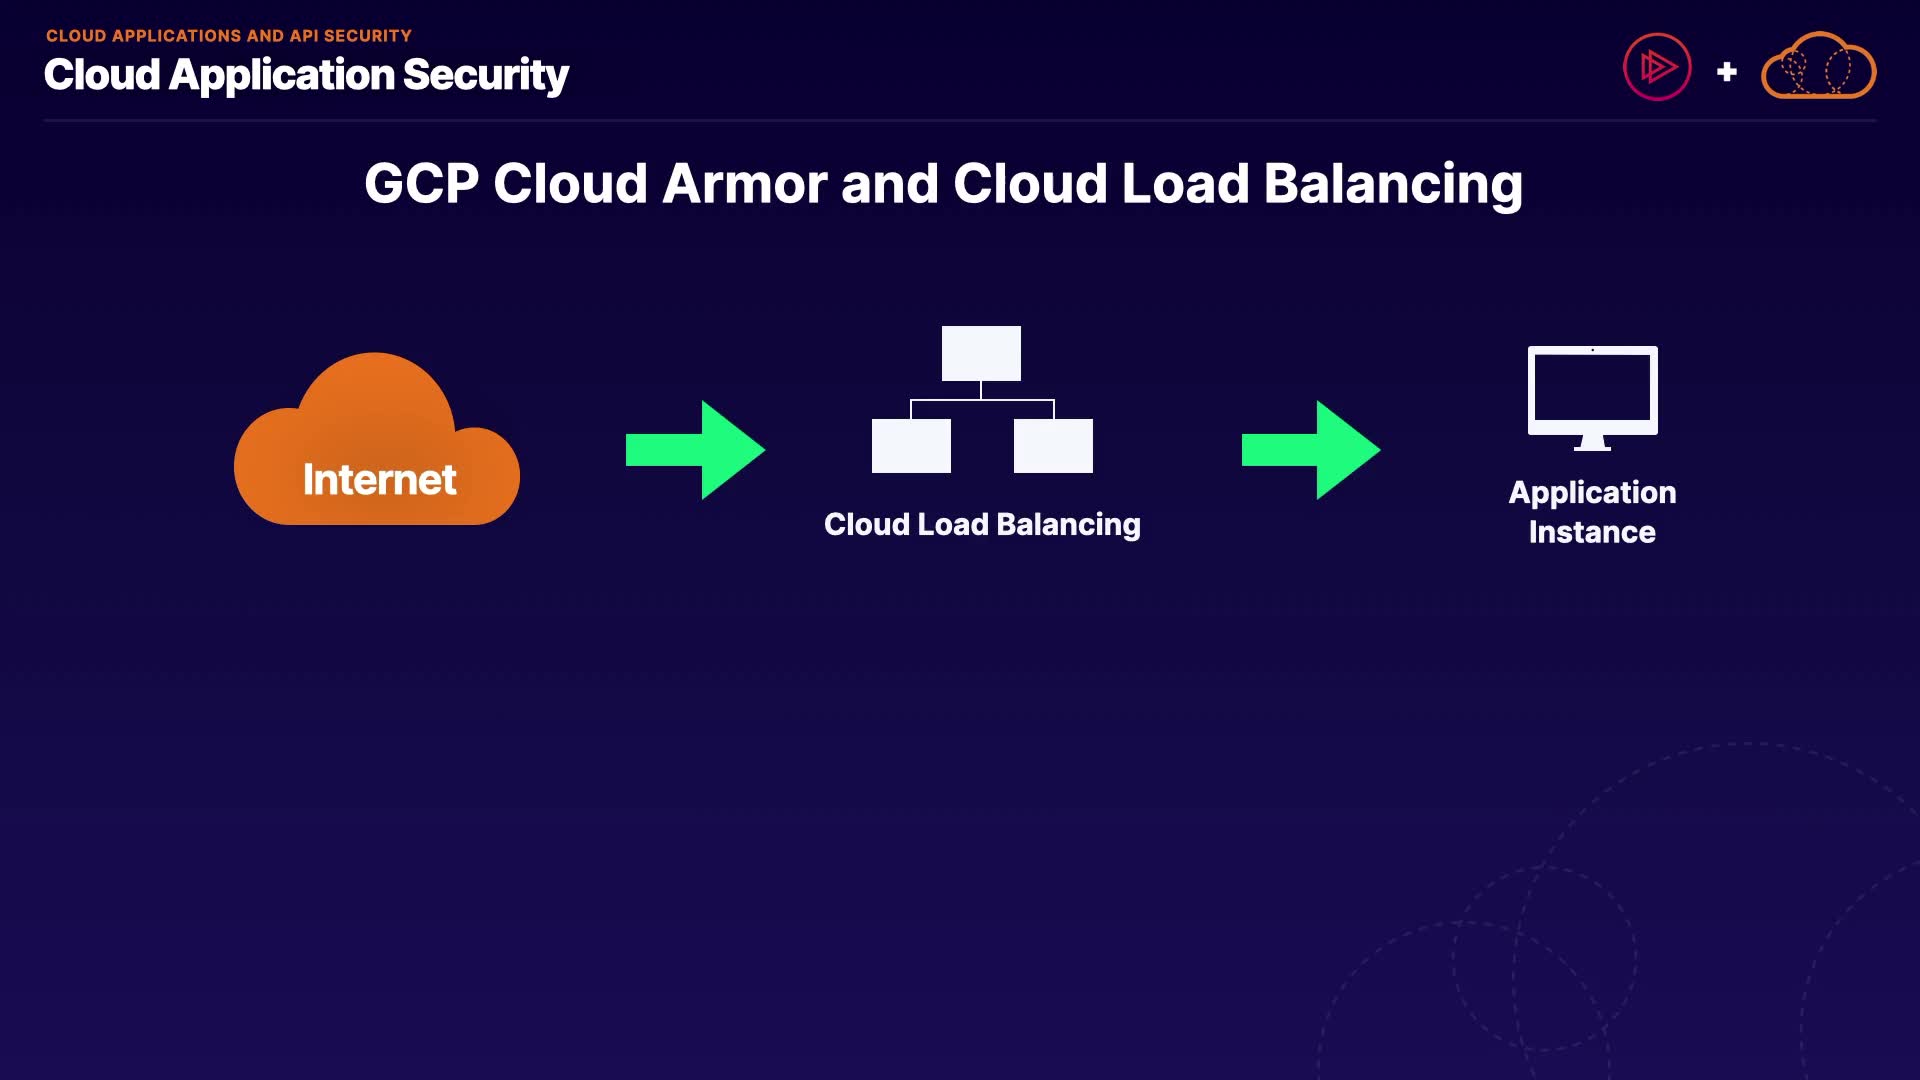 CLOUD APPLICATIONS AND API SECURITY
Cloud Application Security
GCP Cloud Armor and Cloud Load Balancing
Internet
Cloud Load Balancing
Application
Instance